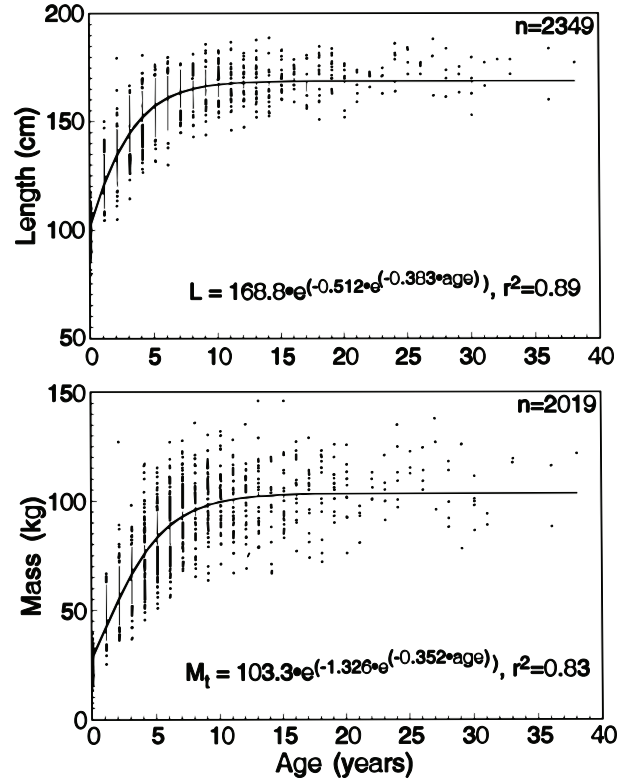 200
n=2349
150
100
50
Length (cm)
L = 168.8•e(-0.512•e(-0.383•age)), r2=0.89
0 5 10 15 20 25 30 35 40
150
n=2019
100
50
0
Mass (kg)
Mt = 103.3•e(-1.326•e(-0.352•age)), r2=0.83
0 5 10 15 20 25 30 35 40
Age (years)